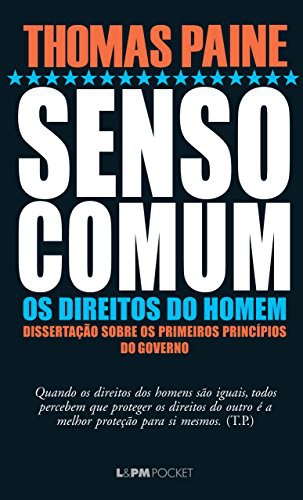 THOMAS PAINE
SENSO
COMUM
OS DIREITOS DO HOMEM
DISSERTAÇÃO SOBRE OS PRIMEIROS PRINCÍPIOS
DO GOVERNO
Quando os direitos dos homens são iguais, todos
percebem que proteger os direitos do outro é a
melhor proteção para si mesmos. (T.P.)
L&PM POCKET